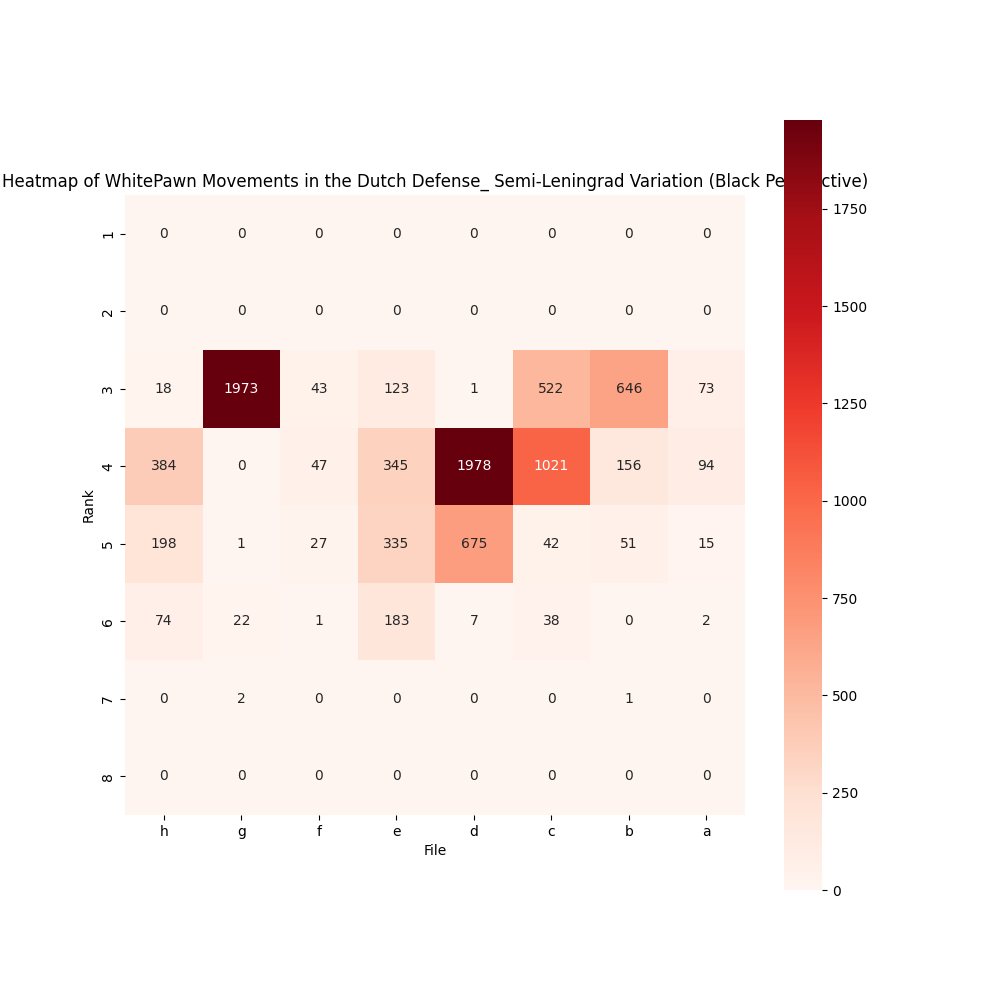 Heatmap of WhitePawn Movements in the Dutch Defense_ Semi-Leningrad Variation (Black Pe ctive)
1 0 0 0 0 0 0 0 0
2 0 0 0 0 0 0 0 0
3 18 1973 43 123 1 522 646 73
4 384 0 47 345 1978 1021 156 94
5 198 1 27 335 675 42 51 15
6 74 22 1 183 7 38 0 2
7 0 2 0 0 0 0 1 0
8 0 0 0 0 0 0 0 0
h g f e d c b a
File
Rank
1750
1500
1250
1000
750
500
250
0